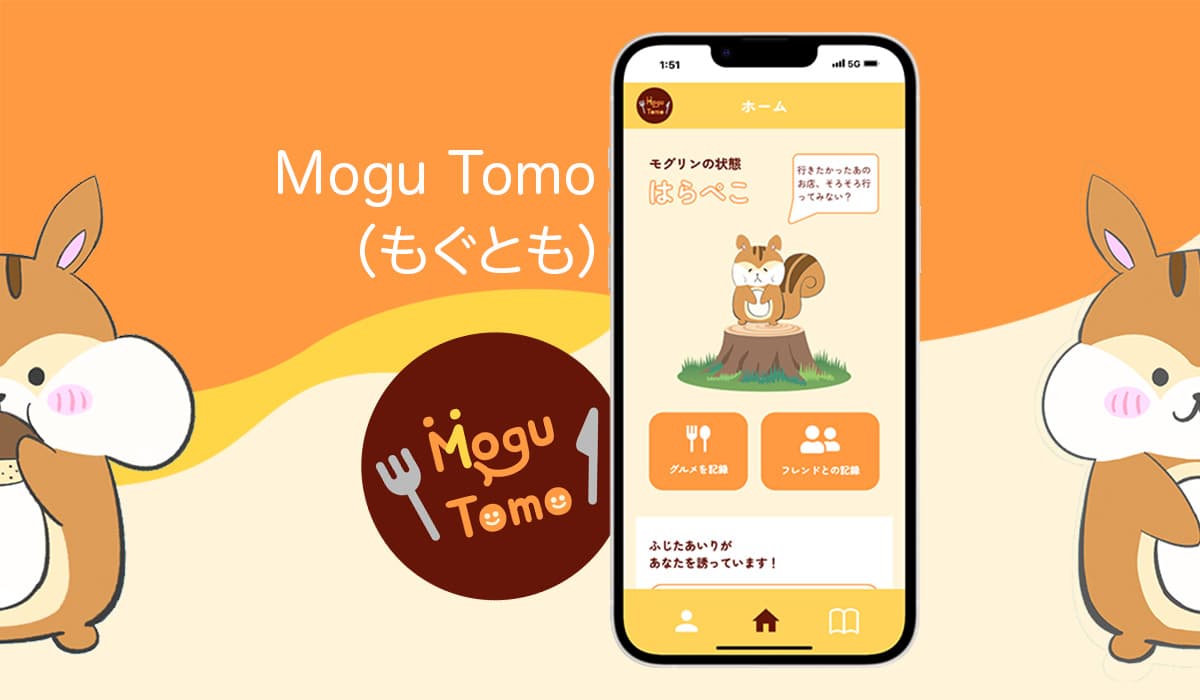 Mogu Tomo
(もぐとも)
Mogu
Tomo
1:51
5G
Mogu
Tomo
ホーム
モグリンの状態
はらぺこ
行きたかったあの
お店、そろそろ行
ってみない？
グルメを記録
フレンドとの記録
ふじたあいりが
あなたを誘っています！